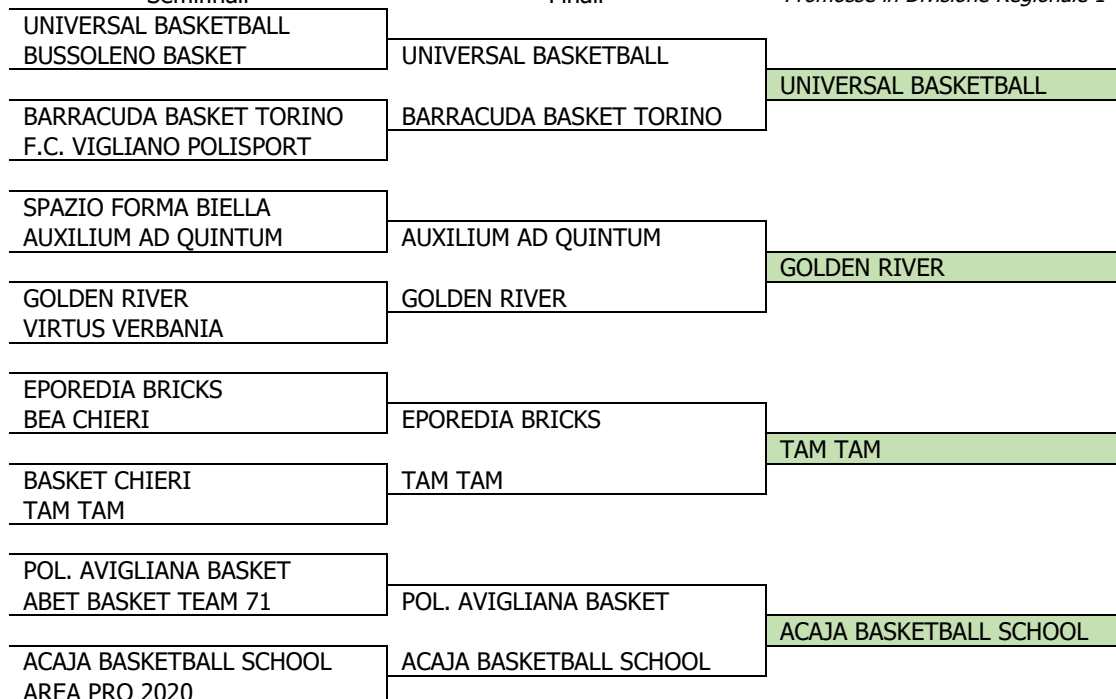 Semifinali Finali Promosse in Divisione Regionale 1
UNIVERSAL BASKETBALL
BUSSOLENO BASKET
UNIVERSAL BASKETBALL
UNIVERSAL BASKETBALL
BARRACUDA BASKET TORINO
BARRACUDA BASKET TORINO
F.C. VIGLIANO POLISPORT
SPAZIO FORMA BIELLA
AUXILIUM AD QUINTUM
AUXILIUM AD QUINTUM
GOLDEN RIVER
GOLDEN RIVER
GOLDEN RIVER
VIRTUS VERBANIA
EPOREDIA BRICKS
BEA CHIERI
EPOREDIA BRICKS
TAM TAM
BASKET CHIERI
TAM TAM
TAM TAM
POL. AVIGLIANA BASKET
ABET BASKET TEAM 71
POL. AVIGLIANA BASKET
ACAJA BASKETBALL SCHOOL
ACAJA BASKETBALL SCHOOL
ACAJA BASKETBALL SCHOOL
AREA PRO 2020